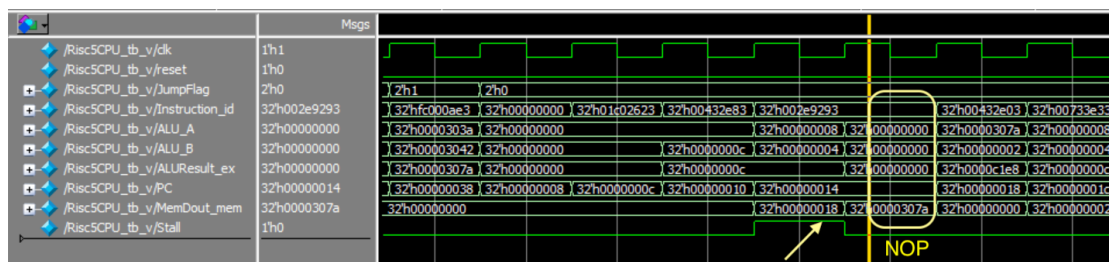 Msgs
/Risc5CPU_tb_v/clk 1'h1
/Risc5CPU_tb_v/reset 1'h0
/Risc5CPU_tb_v/JumpFlag 2'h0 2'h1 2'h0
/Risc5CPU_tb_v/Instruction_id 32'h002e9293 32'hfc000ae3 32'h00000000 32'h01c02623 32'h00432e83 32'h002e9293 32'h00432e03 32'h00733e33
/Risc5CPU_tb_v/ALU_A 32'h00000000 32'h0000303a 32'h00000000 32'h00000008 32'h00000000 32'h0000307a 32'h00000008
/Risc5CPU_tb_v/ALU_B 32'h00000000 32'h00003042 32'h00000000 32'h0000000c 32'h00000004 32'h00000000 32'h00000002 32'h00000004
/Risc5CPU_tb_v/ALUResult_ex 32'h00000000 32'h0000307a 32'h00000000 32'h0000000c 32'h00000000 32'h0000c1e8 32'h0000000c
/Risc5CPU_tb_v/PC 32'h00000014 32'h00000038 32'h00000008 32'h0000000c 32'h00000010 32'h00000014 32'h00000018 32'h0000001c
/Risc5CPU_tb_v/MemDout_mem 32'h0000307a 32'h00000000 32'h00000018 32'h0000307a 32'h00000000 32'h00000002
/Risc5CPU_tb_v/Stall 1'h0
NOP